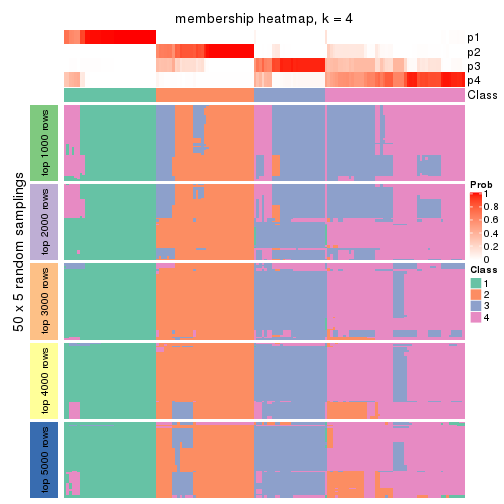 membership heatmap, k = 4
p1
p2
p3
p4
Class
50 x 5 random samplings
top 1000 rows
top 2000 rows
top 3000 rows
top 4000 rows
top 5000 rows
Prob
1
0.8
0.6
0.4
0.2
0
Class
1
2
3
4